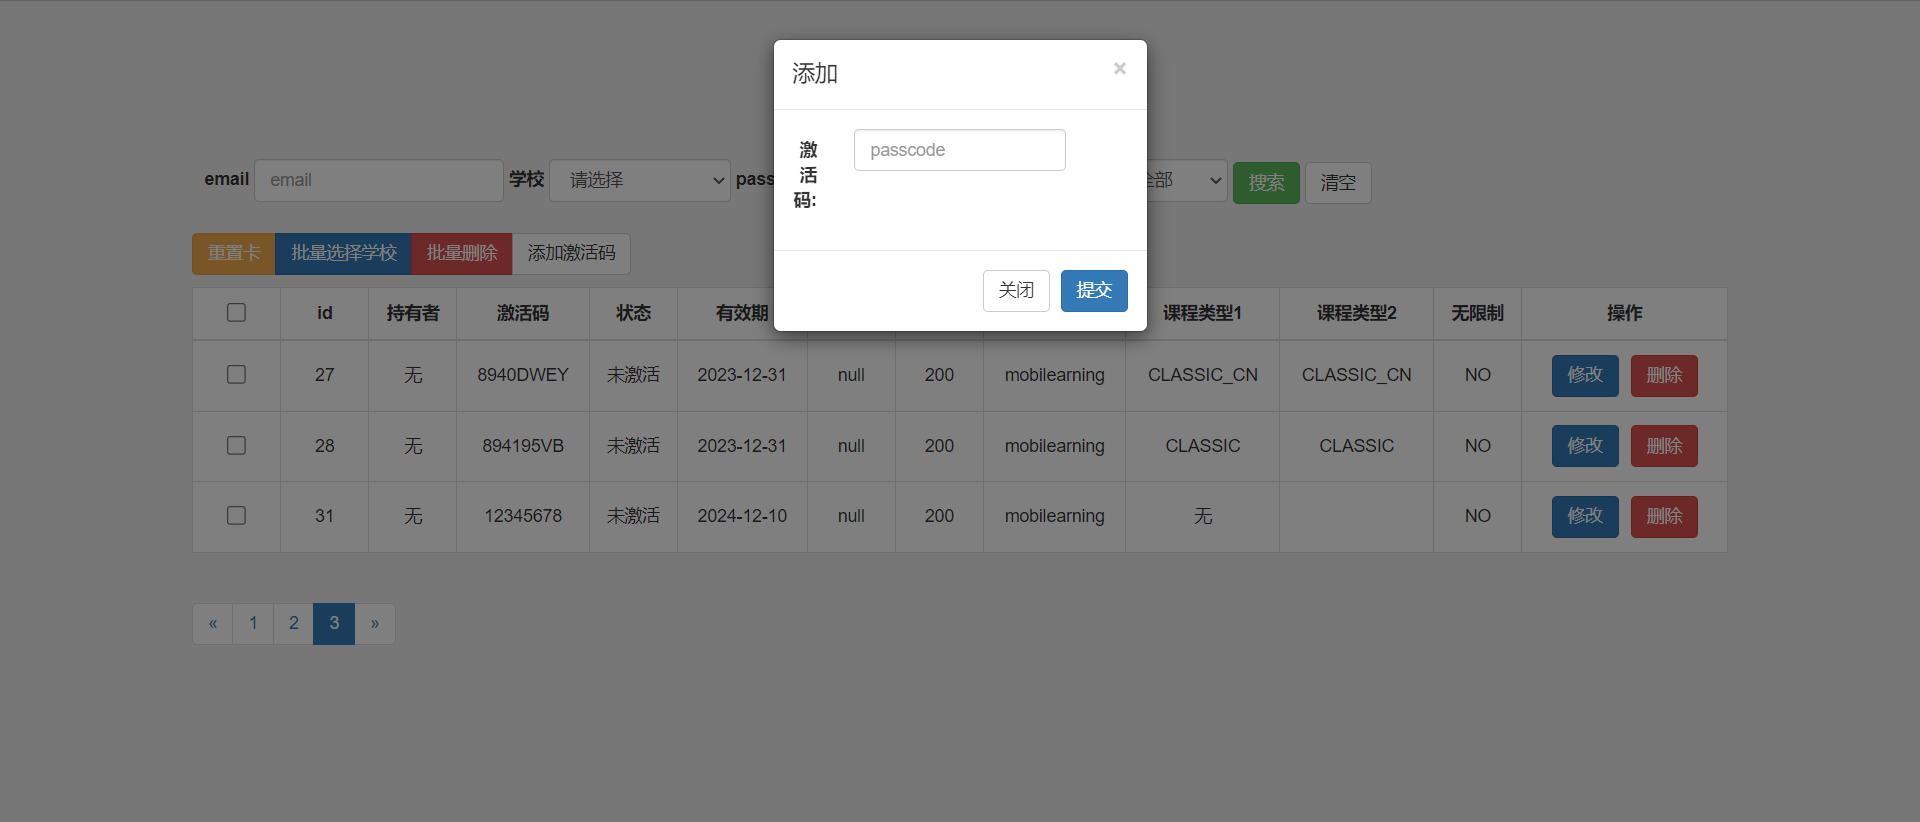 添加 ×
激活码: passcode
关闭 提交
email email 学校 请选择 pass 全部 搜索 清空
重置卡 批量选择学校 批量删除 添加激活码
id 持有者 激活码 状态 有效期 课程类型1 课程类型2 无限制 操作
27 无 8940DWEY 未激活 2023-12-31 null 200 mobilearning CLASSIC_CN CLASSIC_CN NO 修改 删除
28 无 894195VB 未激活 2023-12-31 null 200 mobilearning CLASSIC CLASSIC NO 修改 删除
31 无 12345678 未激活 2024-12-10 null 200 mobilearning 无 NO 修改 删除
« 1 2 3 »